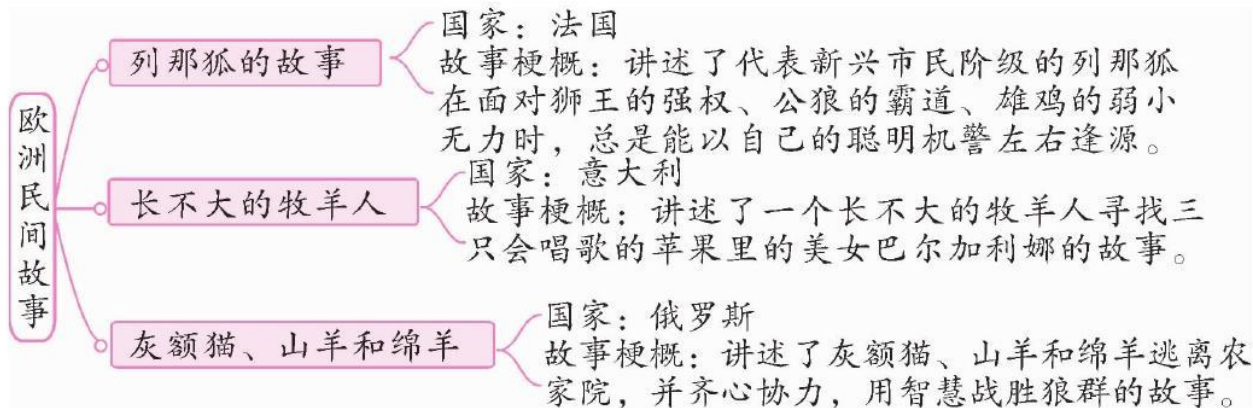 欧洲民间故事
列那狐的故事
国家：法国
故事梗概：讲述了代表新兴市民阶级的列那狐
在面对狮王的强权、公狼的霸道、雄鸡的弱小
无力时，总是能以自己的聪明机警左右逢源。
长不大的牧羊人
国家：意大利
故事梗概：讲述了一个长不大的牧羊人寻找三
只会唱歌的苹果里的美女巴尔加利娜的故事。
灰额猫、山羊和绵羊
国家：俄罗斯
故事梗概：讲述了灰额猫、山羊和绵羊逃离农
家院，并齐心协力，用智慧战胜狼群的故事。